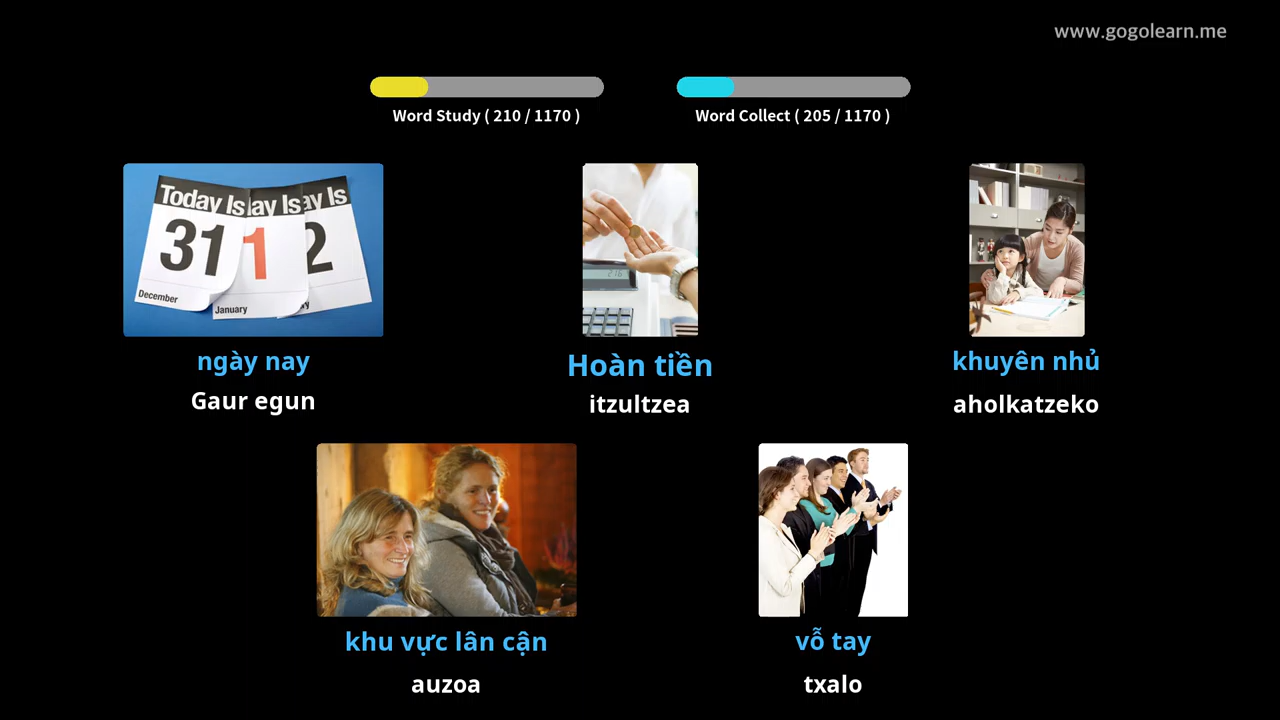 www.gogolearn.me
Word Study ( 210 / 1170 )
Word Collect ( 205 / 1170 )
Today Is
ay Is
ay Is
31
1
2
December
January
216
ngày nay
Gaur egun
Hoàn tiền
itzultzea
khuyên nhủ
aholkatzeko
khu vực lân cận
auzoa
vỗ tay
txalo